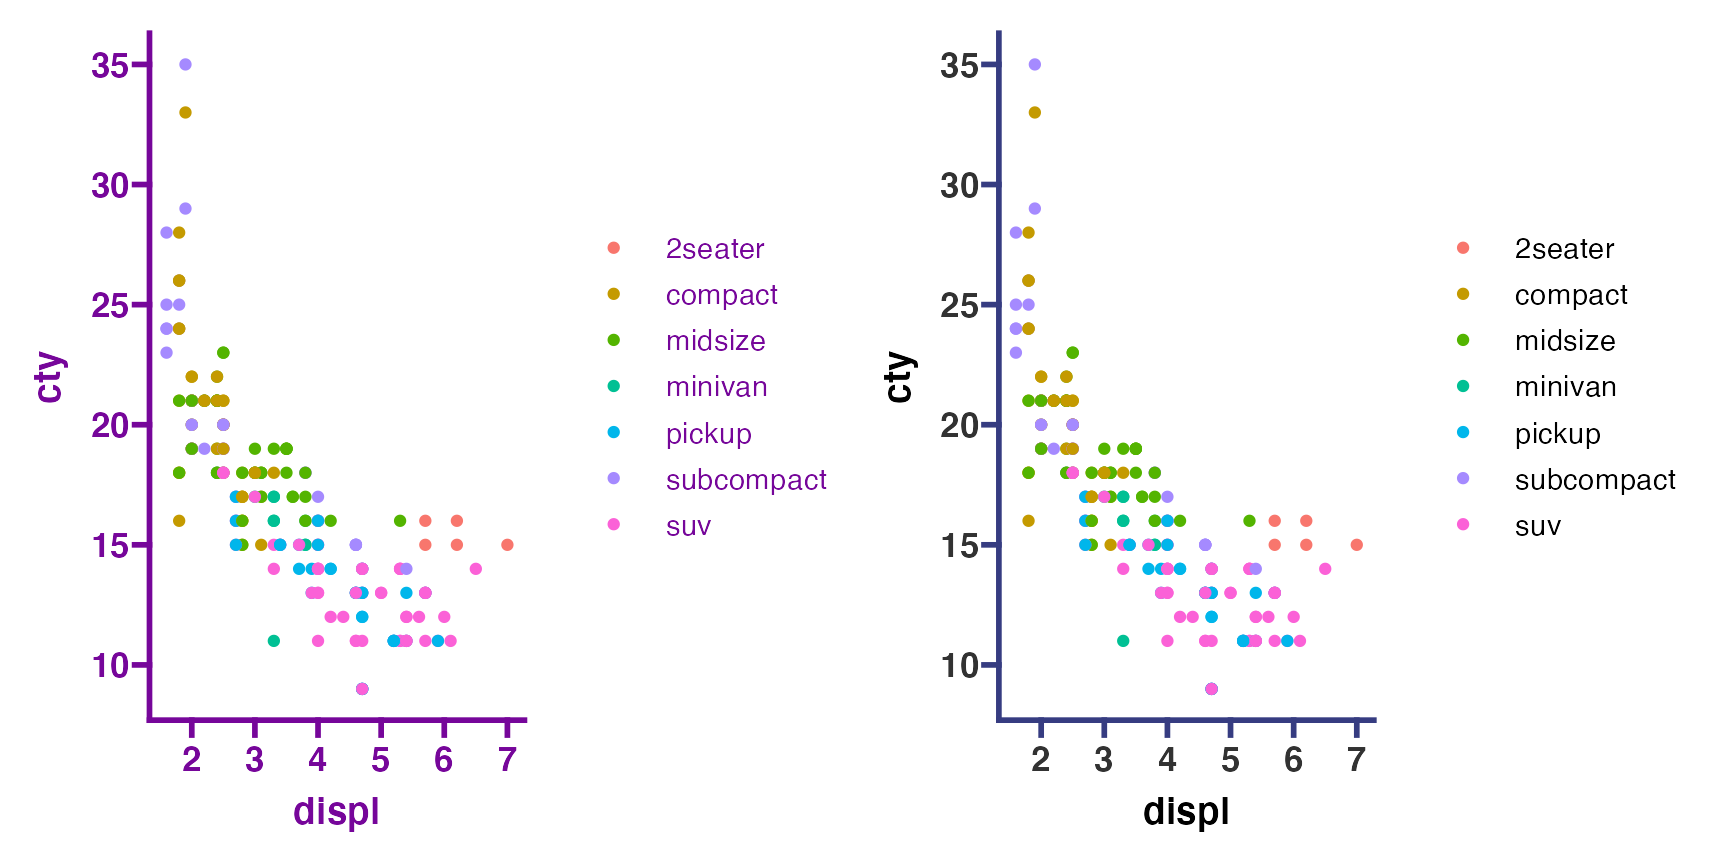 35
30
25
20
15
10
cty
2 3 4 5 6 7
displ
2seater
compact
midsize
minivan
pickup
subcompact
suv
35
30
25
20
15
10
cty
2 3 4 5 6 7
displ
2seater
compact
midsize
minivan
pickup
subcompact
suv